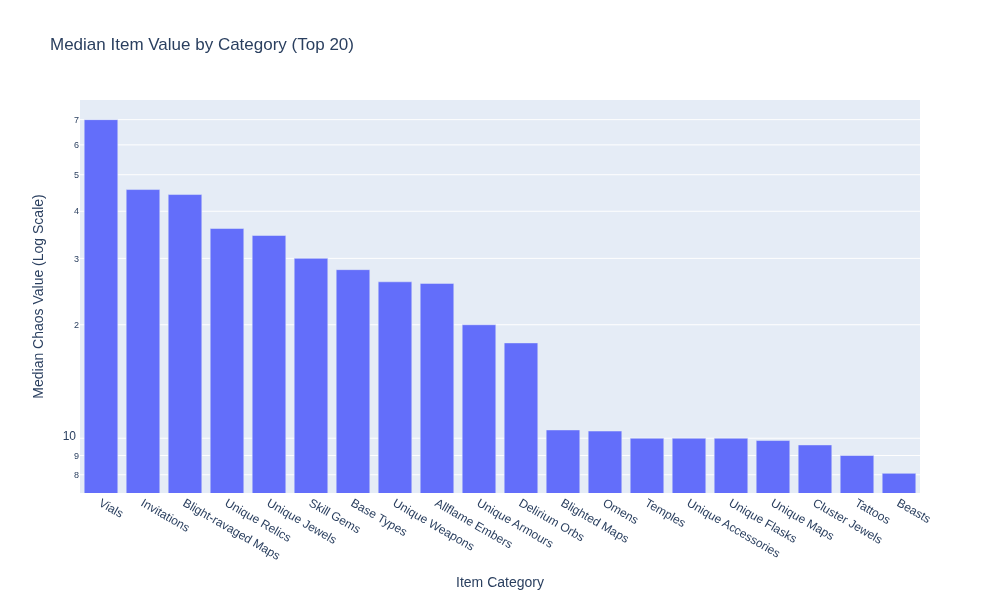 Median Item Value by Category (Top 20)
Median Chaos Value (Log Scale)
7
6
5
4
3
2
10
9
8
Vials
Invitations
Blight-ravaged Maps
Unique Relics
Unique Jewels
Skill Gems
Base Types
Unique Weapons
Allflame Embers
Unique Armours
Delirium Orbs
Blighted Maps
Omens
Temples
Unique Accessories
Unique Flasks
Unique Maps
Cluster Jewels
Tattoos
Beasts
Item Category